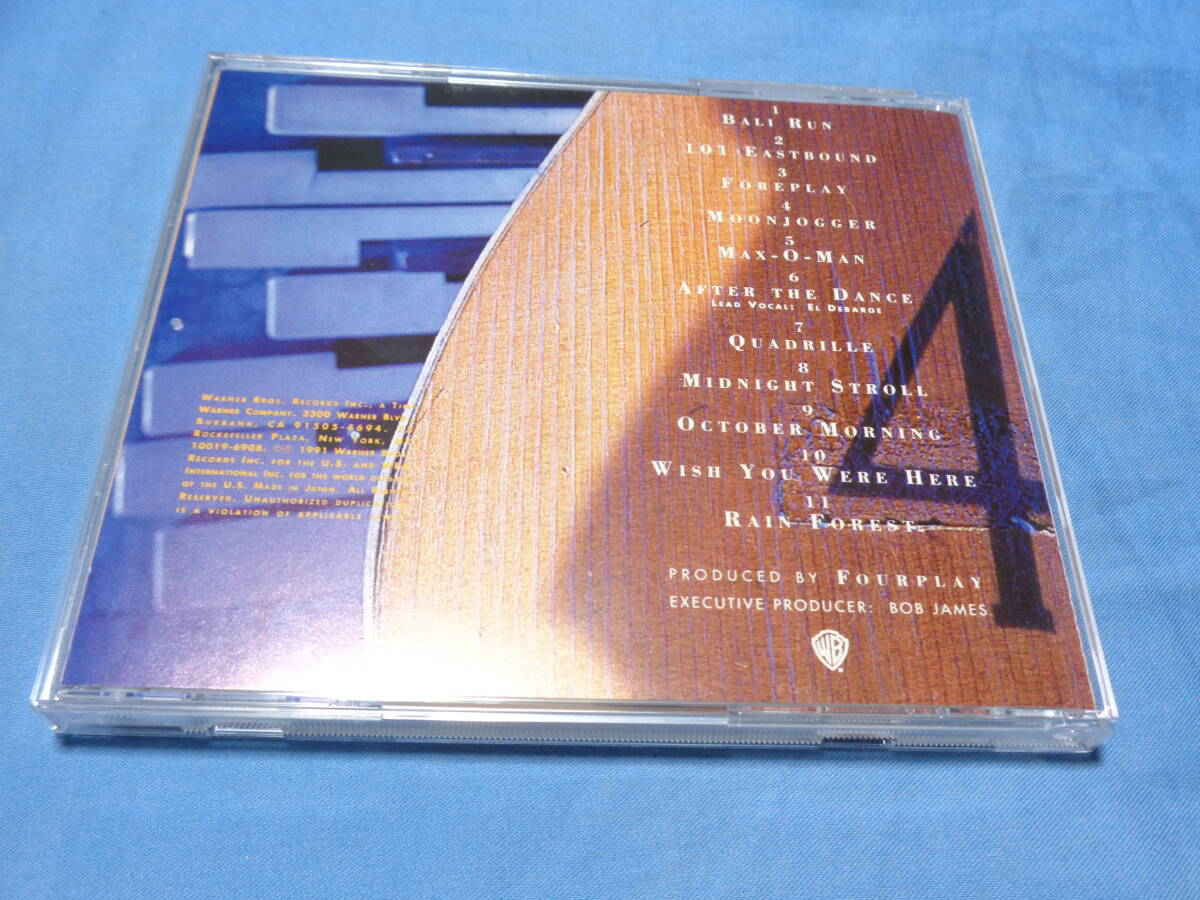 1
BALI RUN
2
101 EASTBOUND
3
FOREPLAY
4
MOONJOGGER
5
MAX-O-MAN
6
AFTER THE DANCE
LEAD VOCAL: EL DEBARGE
7
QUADRILLE
8
MIDNIGHT STROLL
9
OCTOBER MORNING
10
WISH YOU WERE HERE
11
RAIN FOREST
PRODUCED BY FOURPLAY
EXECUTIVE PRODUCER: BOB JAMES
WB
4
WARNER BROS. RECORDS INC., A
WARNER COMPANY. 3300 WARNER
BURBANK, CA 91505-4694.
ROCKEFELLER PLAZA, NEW YORK,
10019-6908. ©℗ 1991 WARNER
RECORDS INC. FOR THE U.S. AND
INTERNATIONAL INC. FOR THE WORLD
OF THE U.S. MADE IN JAPAN. ALL
RESERVED. UNAUTHORIZED
IS A VIOLATION OF APPLICABLE